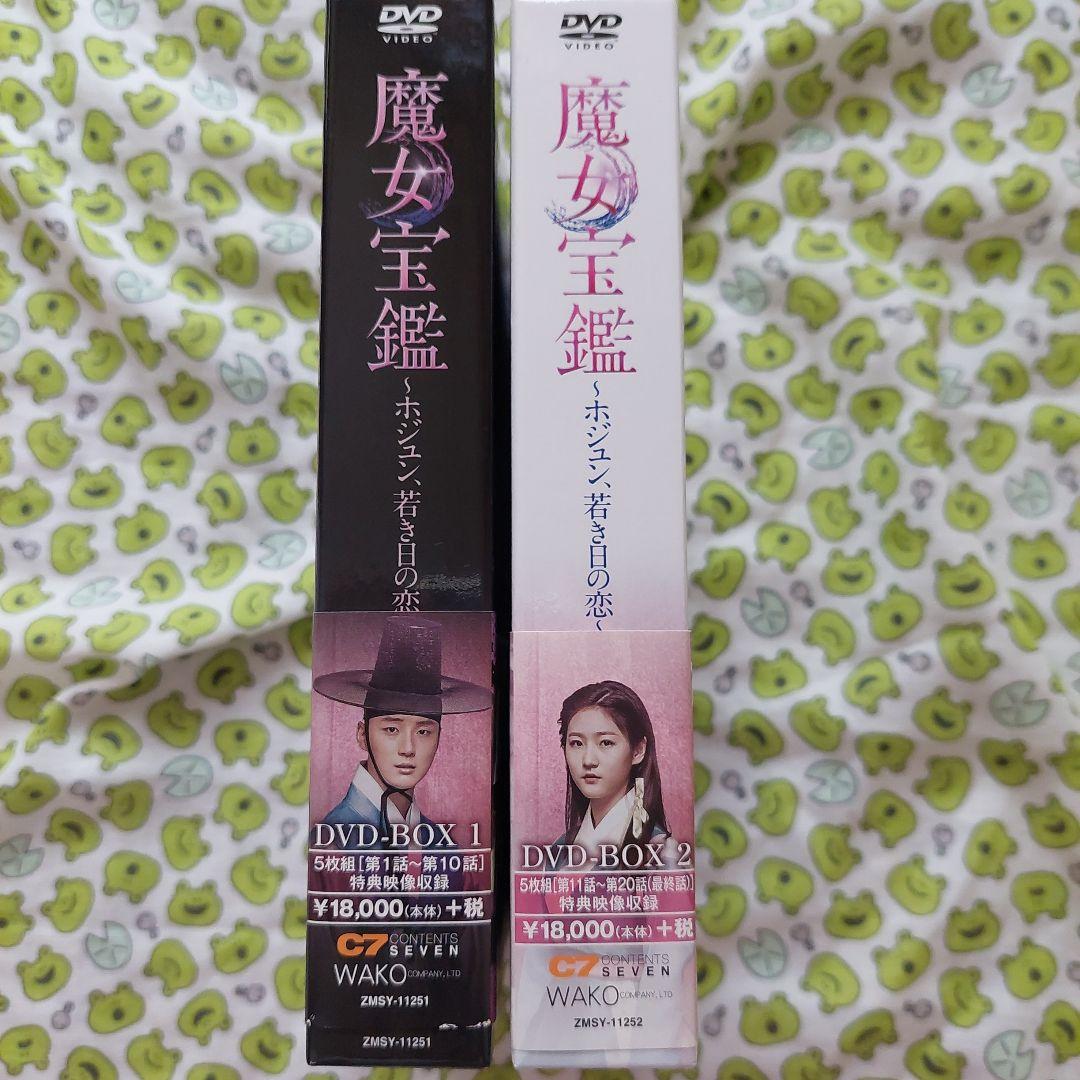 DVD
VIDEO
魔女宝鑑
～ホジュン、若き日の恋
DVD-BOX 1
5枚組[第1話～第10話]
特典映像収録
¥18,000(本体)+税
C7 CONTENTS SEVEN
WAKO COMPANY, LTD
ZMSY-11251
ZMSY-11251
DVD
VIDEO
魔女宝鑑
～ホジュン、若き日の恋～
DVD-BOX 2
5枚組[第11話～第20話(最終話)]
特典映像収録
¥18,000(本体)+税
C7 CONTENTS SEVEN
WAKO COMPANY, LTD
ZMSY-11252